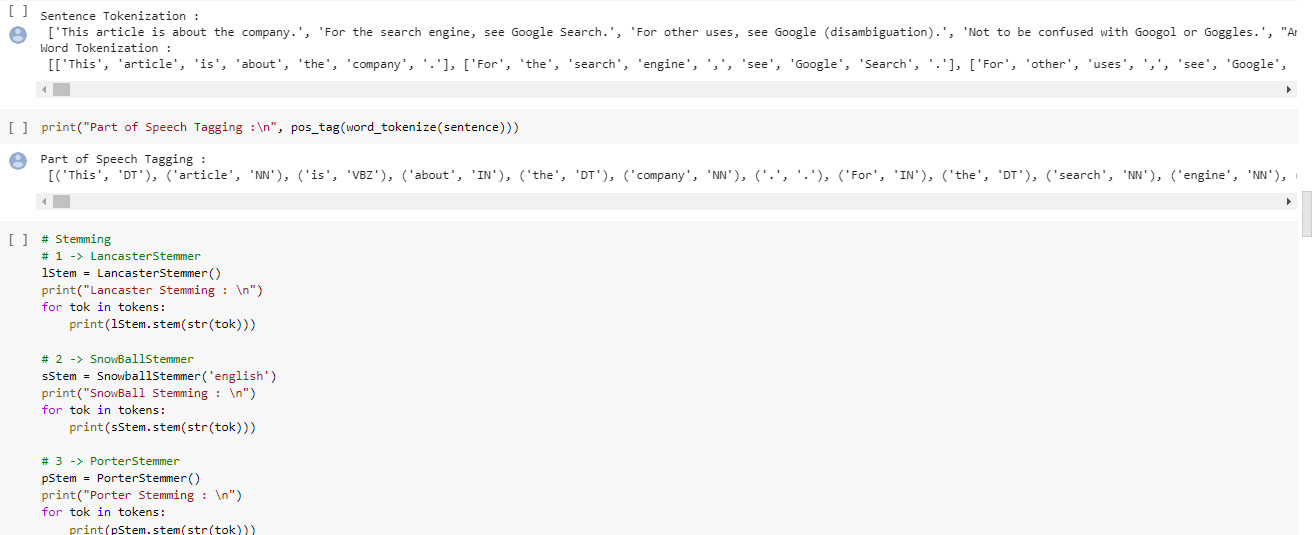 [ ] Sentence Tokenization :
['This article is about the company.', 'For the search engine, see Google Search.', 'For other uses, see Google (disambiguation).', 'Not to be confused with Googol or Goggles.', "
Word Tokenization :
[['This', 'article', 'is', 'about', 'the', 'company', '.'], ['For', 'the', 'search', 'engine', ',', 'see', 'Google', 'Search', '.'], ['For', 'other', 'uses', ',', 'see', 'Google',
[ ] print("Part of Speech Tagging :\n", pos_tag(word_tokenize(sentence)))
Part of Speech Tagging :
[('This', 'DT'), ('article', 'NN'), ('is', 'VBZ'), ('about', 'IN'), ('the', 'DT'), ('company', 'NN'), ('.', '.'), ('For', 'IN'), ('the', 'DT'), ('search', 'NN'), ('engine', 'NN'),
[ ] # Stemming
# 1 -> LancasterStemmer
lStem = LancasterStemmer()
print("Lancaster Stemming : \n")
for tok in tokens:
    print(lStem.stem(str(tok)))
# 2 -> SnowBallStemmer
sStem = SnowballStemmer('english')
print("SnowBall Stemming : \n")
for tok in tokens:
    print(sStem.stem(str(tok)))
# 3 -> PorterStemmer
pStem = PorterStemmer()
print("Porter Stemming : \n")
for tok in tokens:
    print(pStem.stem(str(tok)))